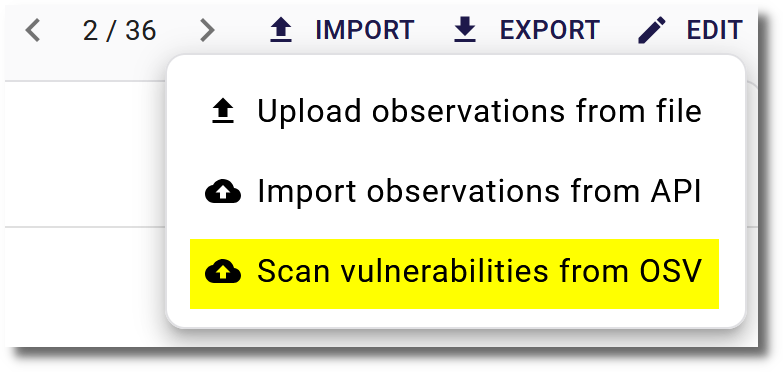 2 / 36 IMPORT EXPORT EDIT
Upload observations from file
Import observations from API
Scan vulnerabilities from OSV